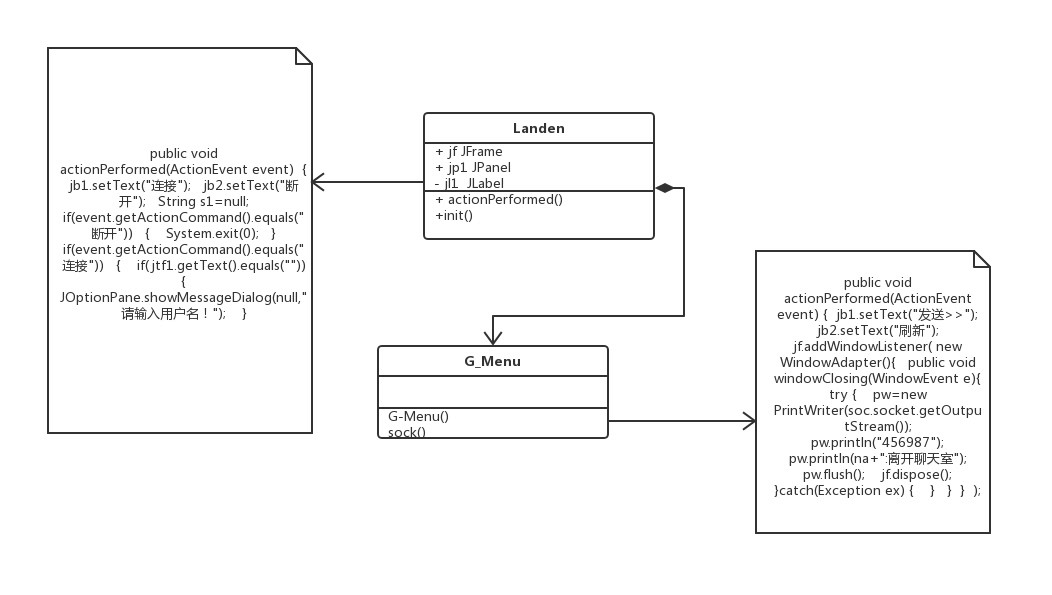 public void
actionPerformed(ActionEvent event)  {
jb1.setText("连接");   jb2.setText("断
开");   String s1=null;
if(event.getActionCommand().equals("
断开"))   {    System.exit(0);   }
if(event.getActionCommand().equals("
连接"))   {    if(jtf1.getText().equals(""))
{
JOptionPane.showMessageDialog(null,"
请输入用户名！");    }
Landen
+ jf JFrame
+ jp1 JPanel
- jl1  JLabel
+ actionPerformed()
+init()
G_Menu
G-Menu()
sock()
public void
actionPerformed(ActionEvent
event) {  jb1.setText("发送>>");
jb2.setText("刷新");
jf.addWindowListener( new
WindowAdapter(){   public void
windowClosing(WindowEvent e){
try {    pw=new
PrintWriter(soc.socket.getOutpu
tStream());
pw.println("456987");
pw.println(na+":离开聊天室");
pw.flush();    jf.dispose();
}catch(Exception ex) {    }   }  }  );